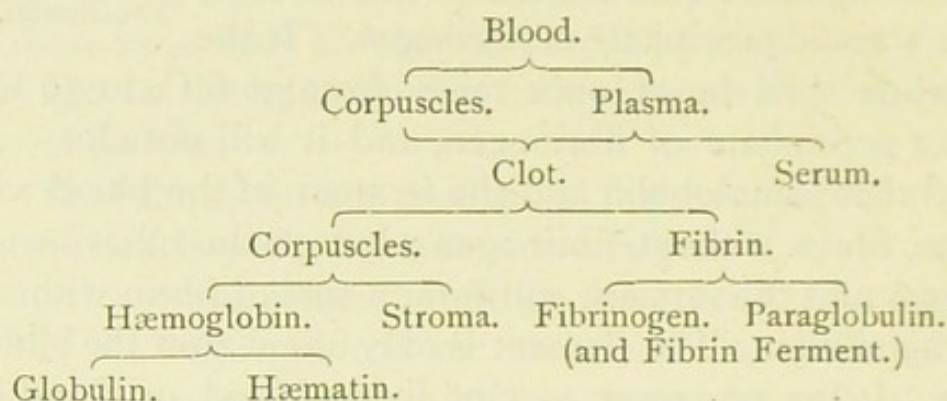 Blood.
Corpuscles. Plasma.
Clot. Serum.
Corpuscles. Fibrin.
Hæmoglobin. Stroma. Fibrinogen. Paraglobulin.
(and Fibrin Ferment.)
Globulin. Hæmatin.